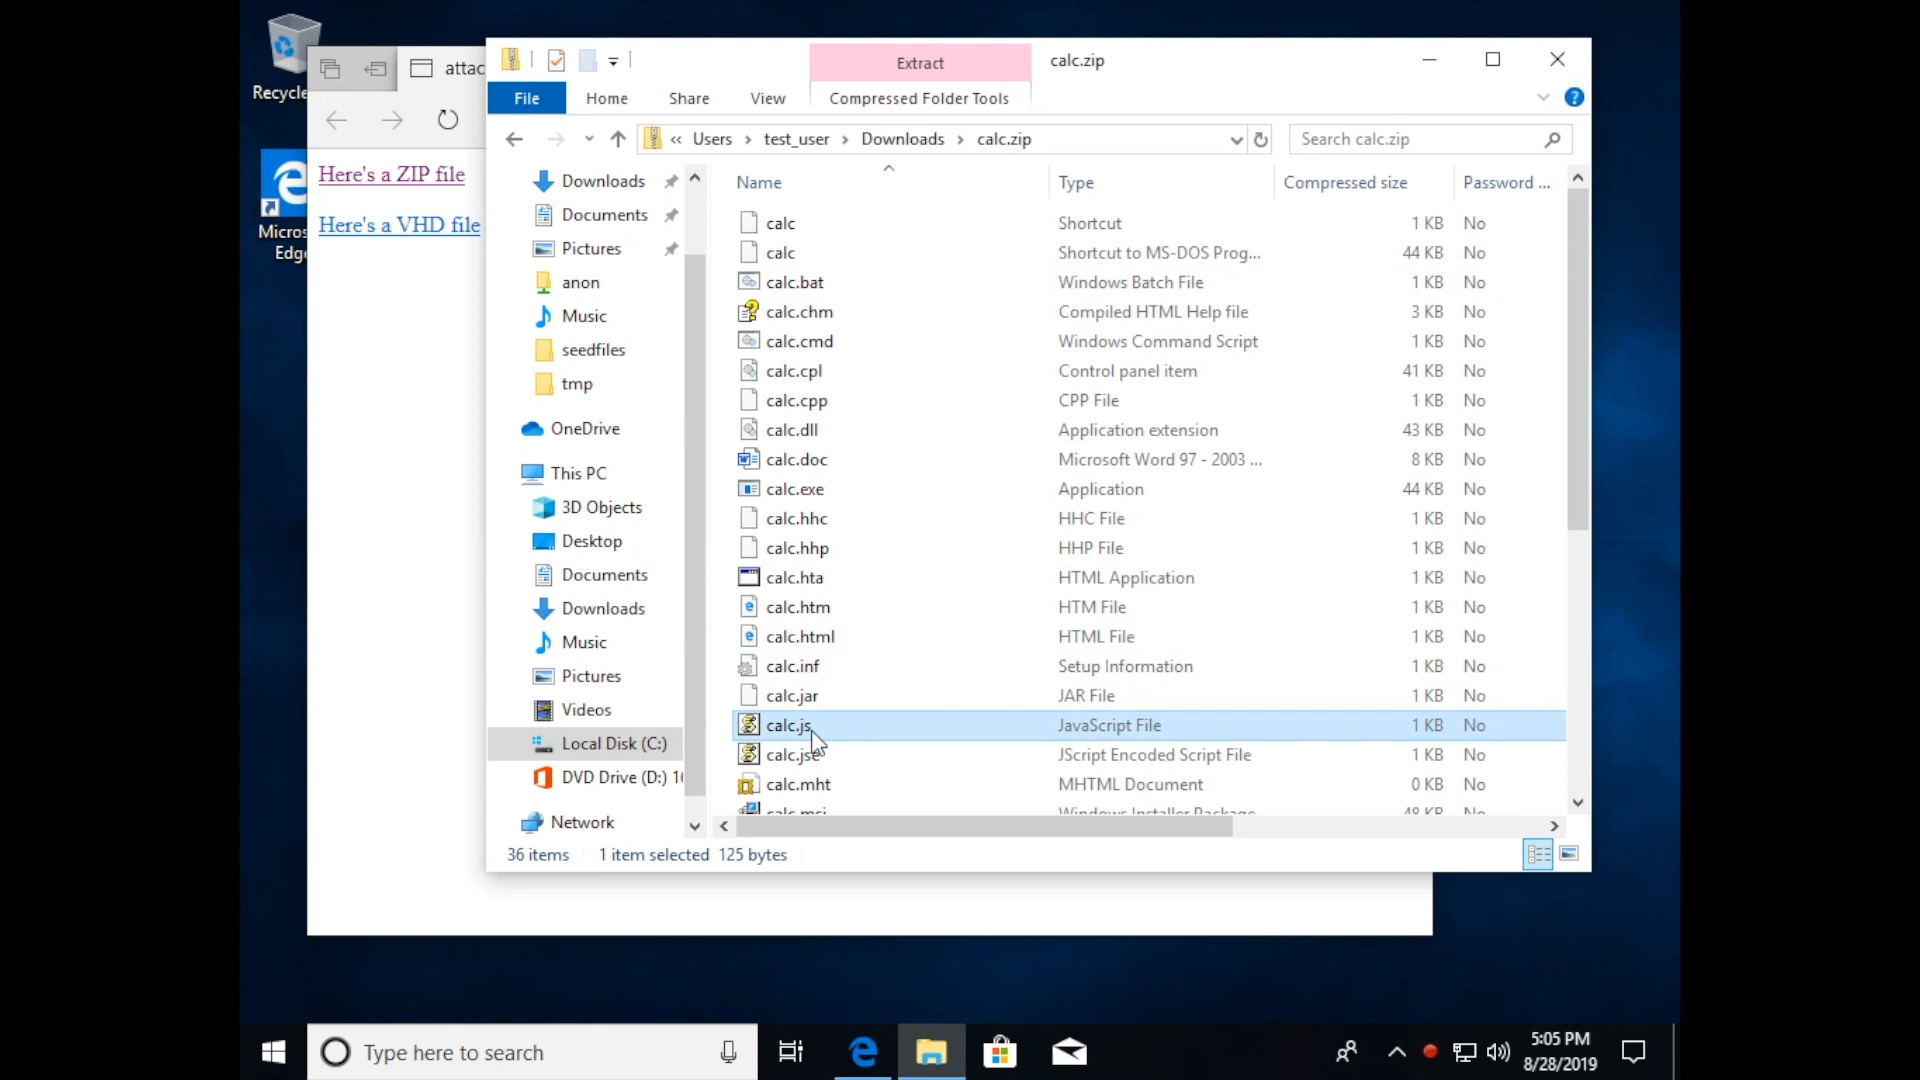 Recycle
Micros
Edge
attac
Here's a ZIP file
Here's a VHD file
Extract
calc.zip
File
Home
Share
View
Compressed Folder Tools
« Users > test_user > Downloads > calc.zip
Search calc.zip
Downloads
Documents
Pictures
anon
Music
seedfiles
tmp
OneDrive
This PC
3D Objects
Desktop
Documents
Downloads
Music
Pictures
Videos
Local Disk (C:)
DVD Drive (D:) 1
Network
Name Type Compressed size Password ...
calc Shortcut 1 KB No
calc Shortcut to MS-DOS Prog... 44 KB No
calc.bat Windows Batch File 1 KB No
calc.chm Compiled HTML Help file 3 KB No
calc.cmd Windows Command Script 1 KB No
calc.cpl Control panel item 41 KB No
calc.cpp CPP File 1 KB No
calc.dll Application extension 43 KB No
calc.doc Microsoft Word 97 - 2003 ... 8 KB No
calc.exe Application 44 KB No
calc.hhc HHC File 1 KB No
calc.hhp HHP File 1 KB No
calc.hta HTML Application 1 KB No
calc.htm HTM File 1 KB No
calc.html HTML File 1 KB No
calc.inf Setup Information 1 KB No
calc.jar JAR File 1 KB No
calc.js JavaScript File 1 KB No
calc.jse JScript Encoded Script File 1 KB No
calc.mht MHTML Document 0 KB No
calc.msi Windows Installer Package 48 KB No
36 items 1 item selected 125 bytes
Type here to search
5:05 PM
8/28/2019